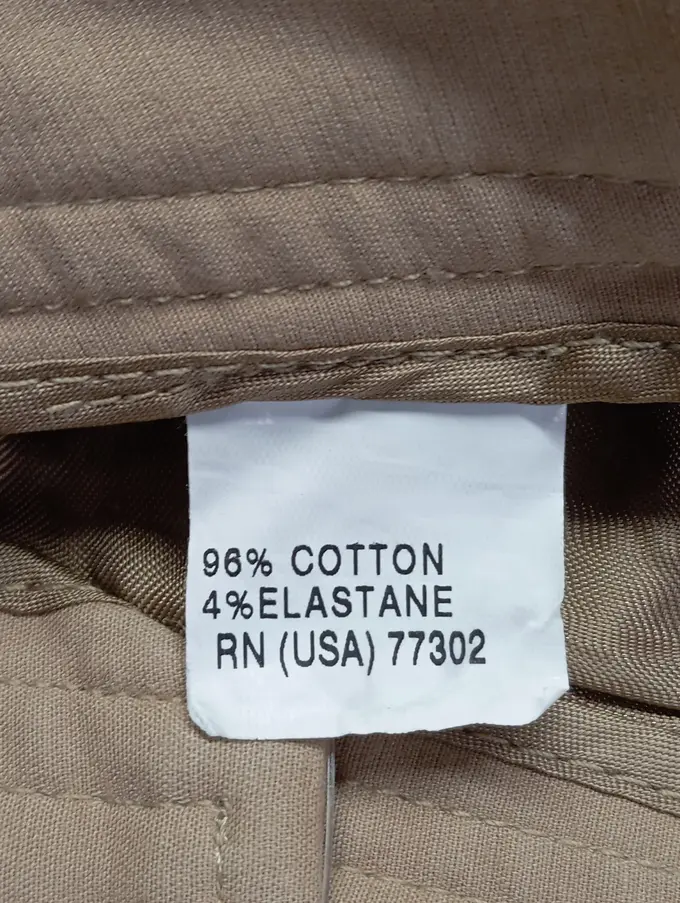 96% COTTON
4%ELASTANE
RN (USA) 77302